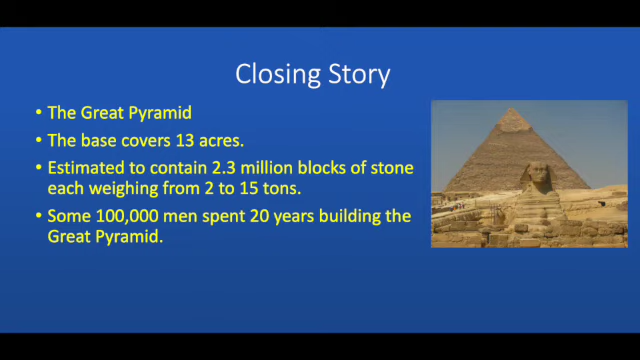 Closing Story
• The Great Pyramid
• The base covers 13 acres.
• Estimated to contain 2.3 million blocks of stone
each weighing from 2 to 15 tons.
• Some 100,000 men spent 20 years building the
Great Pyramid.